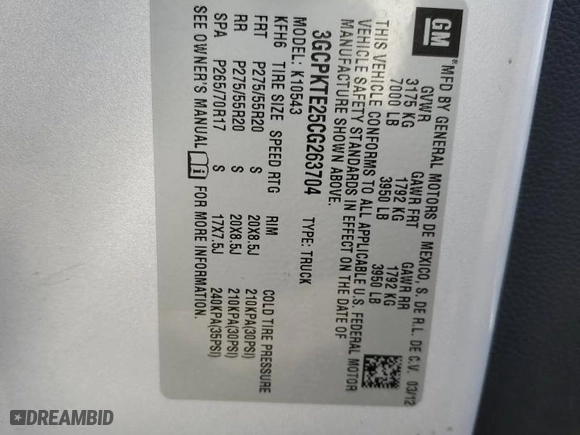 GM
MFD BY GENERAL MOTORS DE MEXICO, S. DE R.L. DE C.V. 03/12
GVWR GAWR FRT GAWR RR
3175 KG 1792 KG 1792 KG
7000 LB 3950 LB 3950 LB
THIS VEHICLE CONFORMS TO ALL APPLICABLE U.S. FEDERAL MOTOR
VEHICLE SAFETY STANDARDS IN EFFECT ON THE DATE OF
MANUFACTURE SHOWN ABOVE.
3GCPKTE25CG263704 TYPE: TRUCK
MODEL: K10543
KFH6 TIRE SIZE SPEED RTG RIM COLD TIRE PRESSURE
FRT P275/55R20 S 20X8.5J 210KPA(30PSI)
RR P275/55R20 S 20X8.5J 210KPA(30PSI)
SPA P265/70R17 S 17X7.5J 240KPA(35PSI)
SEE OWNER'S MANUAL FOR MORE INFORMATION.
DREAMBID